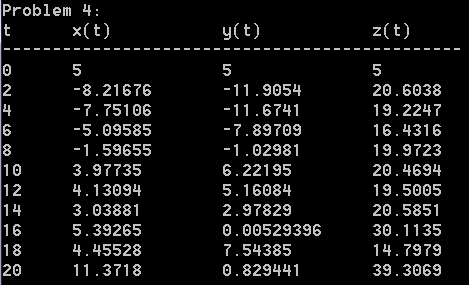 Problem 4:
t x(t) y(t) z(t)
--------------------------------------------------------
0 5 5 5
2 -8.21676 -11.9054 20.6038
4 -7.75106 -11.6741 19.2247
6 -5.09585 -7.89709 16.4316
8 -1.59655 -1.02981 19.9723
10 3.97735 6.22195 20.4694
12 4.13094 5.16084 19.5005
14 3.03881 2.97829 20.5851
16 5.39265 0.00529396 30.1135
18 4.45528 7.54385 14.7979
20 11.3718 0.829441 39.3069